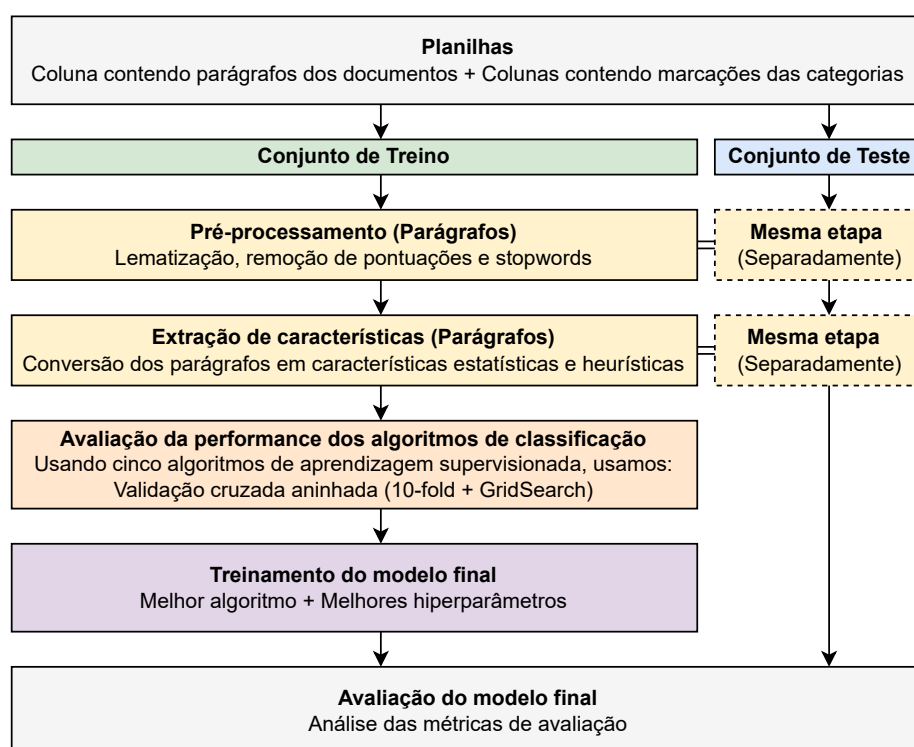 Planilhas
Coluna contendo parágrafos dos documentos + Colunas contendo marcações das categorias
Conjunto de Treino
Conjunto de Teste
Pré-processamento (Parágrafos)
Lematização, remoção de pontuações e stopwords
Mesma etapa
(Separadamente)
Extração de características (Parágrafos)
Conversão dos parágrafos em características estatísticas e heurísticas
Mesma etapa
(Separadamente)
Avaliação da performance dos algoritmos de classificação
Usando cinco algoritmos de aprendizagem supervisionada, usamos:
Validação cruzada aninhada (10-fold + GridSearch)
Treinamento do modelo final
Melhor algoritmo + Melhores hiperparâmetros
Avaliação do modelo final
Análise das métricas de avaliação